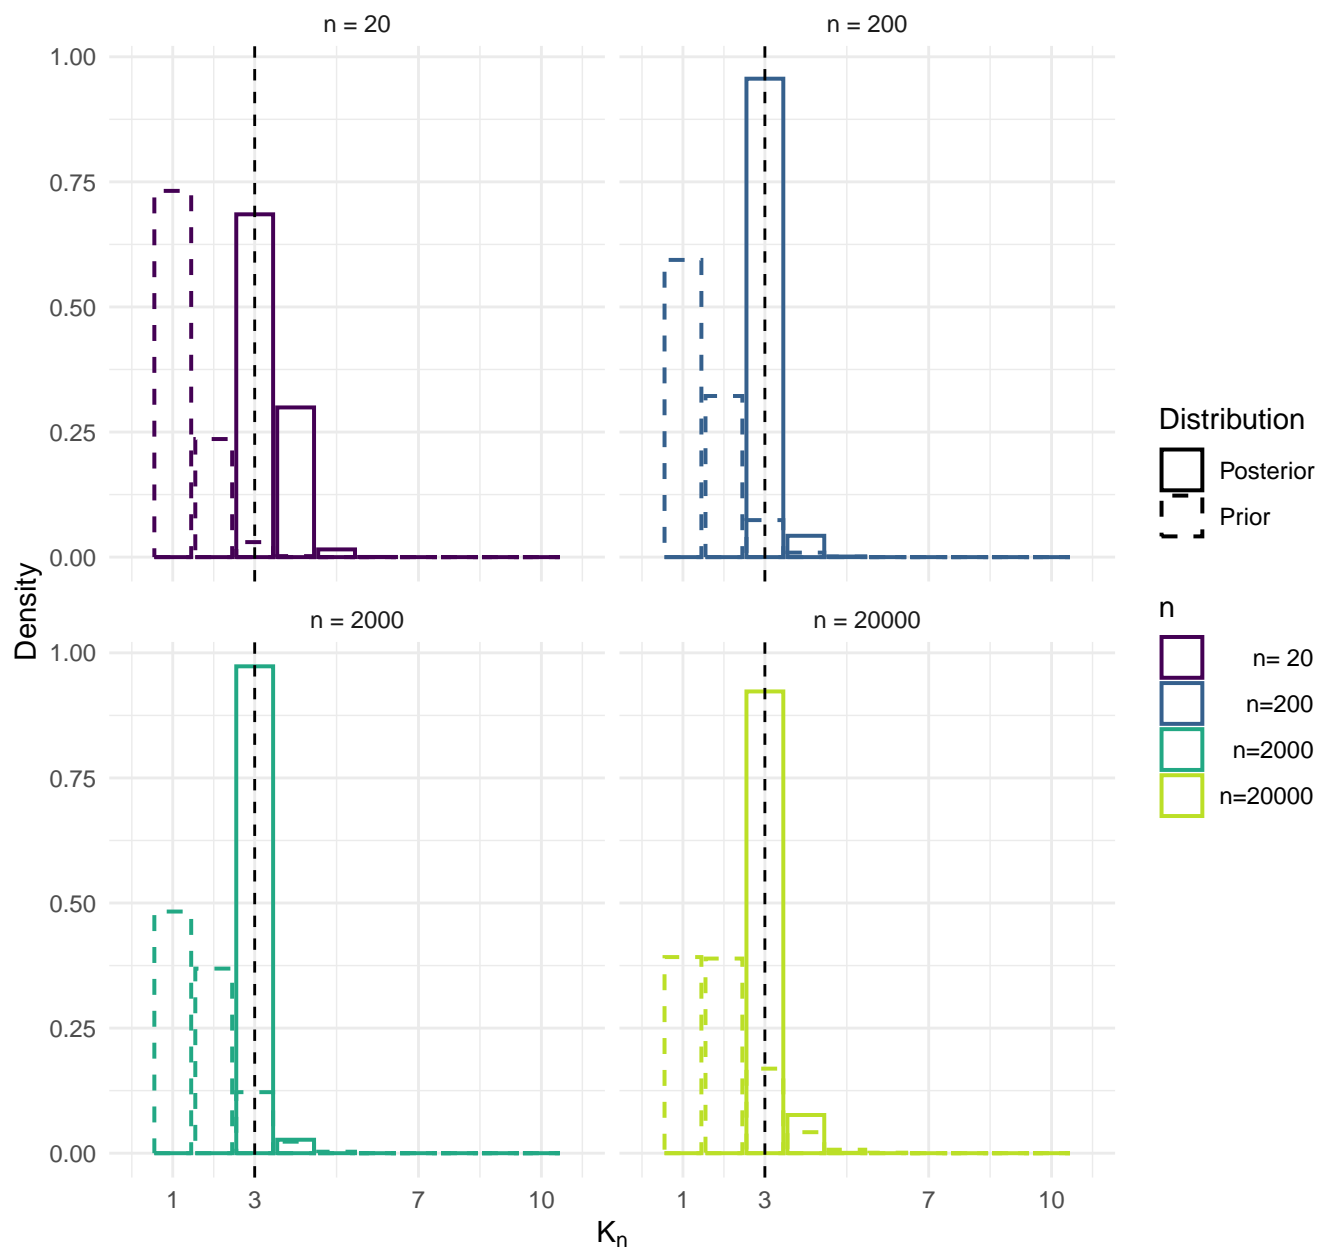 n = 20
n = 200
1.00
0.75
0.50
0.25
0.00
Density
n = 2000
n = 20000
1.00
0.75
0.50
0.25
0.00
1 3 7 10
1 3 7 10
Kn
Distribution
Posterior
Prior
n
n= 20
n=200
n=2000
n=20000